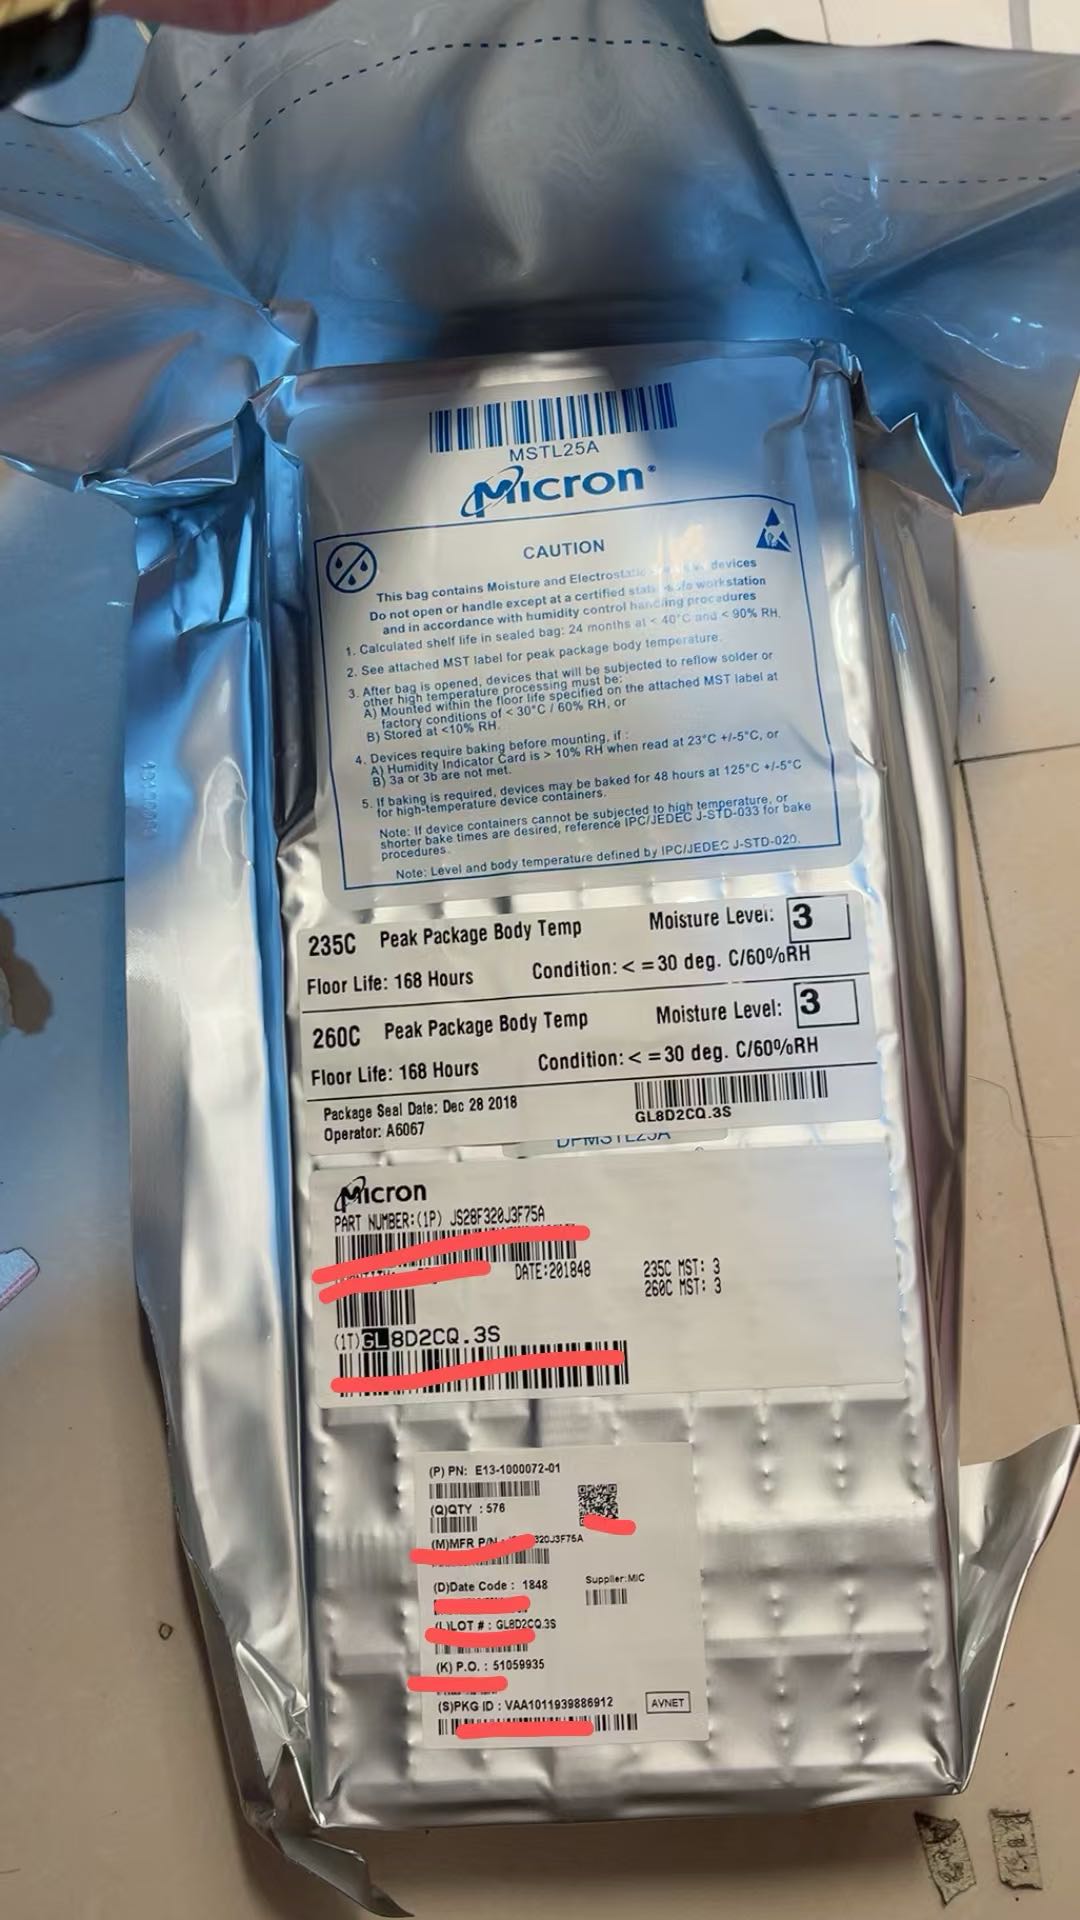 MSTL25A
Micron®
CAUTION
This bag contains Moisture and Electrostatic devices
Do not open or handle except at a certified static-safe workstation
and in accordance with humidity control handling procedures
1. Calculated shelf life in sealed bag: 24 months at < 40°C and < 90% RH.
2. See attached MST label for peak package body temperature.
3. After bag is opened, devices that will be subjected to reflow solder or
other high temperature processing must be:
A) Mounted within the floor life specified on the attached MST label at
factory conditions of < 30°C / 60% RH, or
B) Stored at <10% RH.
4. Devices require baking before mounting, if :
A) Humidity Indicator Card is > 10% RH when read at 23°C +/-5°C, or
B) 3a or 3b are not met.
5. If baking is required, devices may be baked for 48 hours at 125°C +/-5°C
for high-temperature device containers.
Note: If device containers cannot be subjected to high temperature, or
shorter bake times are desired, reference IPC/JEDEC J-STD-033 for bake
procedures.
Note: Level and body temperature defined by IPC/JEDEC J-STD-020.
235C Peak Package Body Temp Moisture Level: 3
Floor Life: 168 Hours Condition: < =30 deg. C/60%RH
260C Peak Package Body Temp Moisture Level: 3
Floor Life: 168 Hours Condition: < =30 deg. C/60%RH
Package Seal Date: Dec 28 2018
GL8D2CQ.3S
Operator: A6067
Micron
PART NUMBER:(1P) JS28F320J3F75A
DATE:201848 235C MST: 3
260C MST: 3
(1T)GL8D2CQ.3S
(P) PN: E13-1000072-01
(Q)QTY : 576
(M)MFR P/N 320J3F75A
(D)Date Code : 1848 Supplier:MIC
(L)LOT # : GL8D2CQ.3S
(K) P.O. : 51059935
(S)PKG ID : VAA1011939886912 AVNET